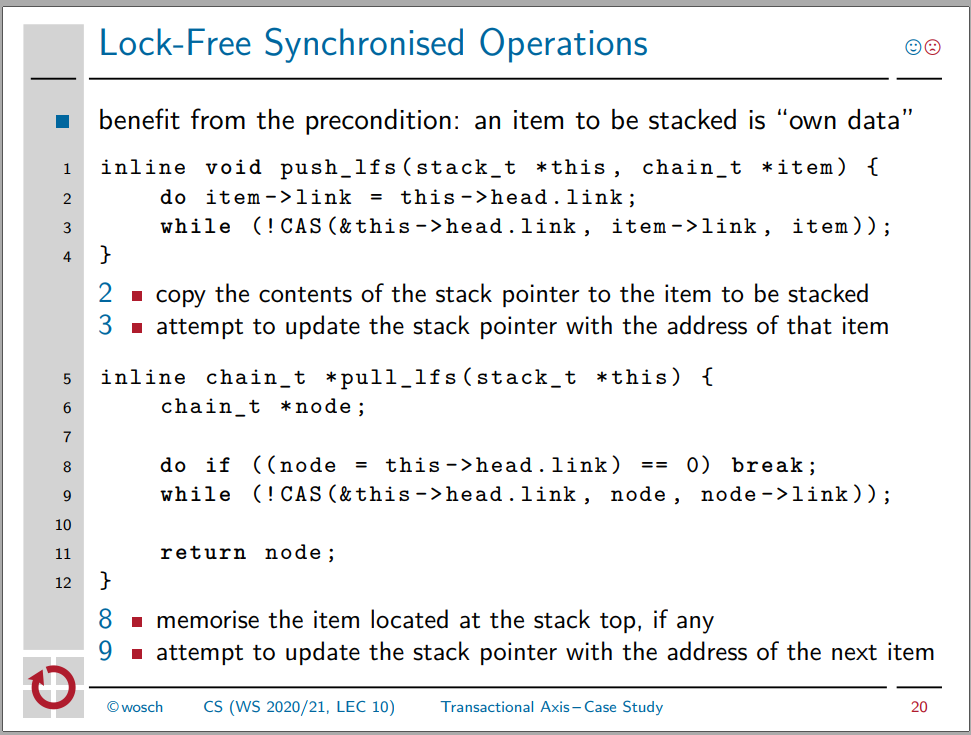 Lock-Free Synchronised Operations
benefit from the precondition: an item to be stacked is “own data”
1 inline void push_lfs(stack_t *this, chain_t *item) {
2 do item->link = this->head.link;
3 while (!CAS(&this->head.link, item->link, item));
4 }
2 copy the contents of the stack pointer to the item to be stacked
3 attempt to update the stack pointer with the address of that item
5 inline chain_t *pull_lfs(stack_t *this) {
6 chain_t *node;
7
8 do if ((node = this->head.link) == 0) break;
9 while (!CAS(&this->head.link, node, node->link));
10
11 return node;
12 }
8 memorise the item located at the stack top, if any
9 attempt to update the stack pointer with the address of the next item
©wosch CS (WS 2020/21, LEC 10) Transactional Axis – Case Study 20